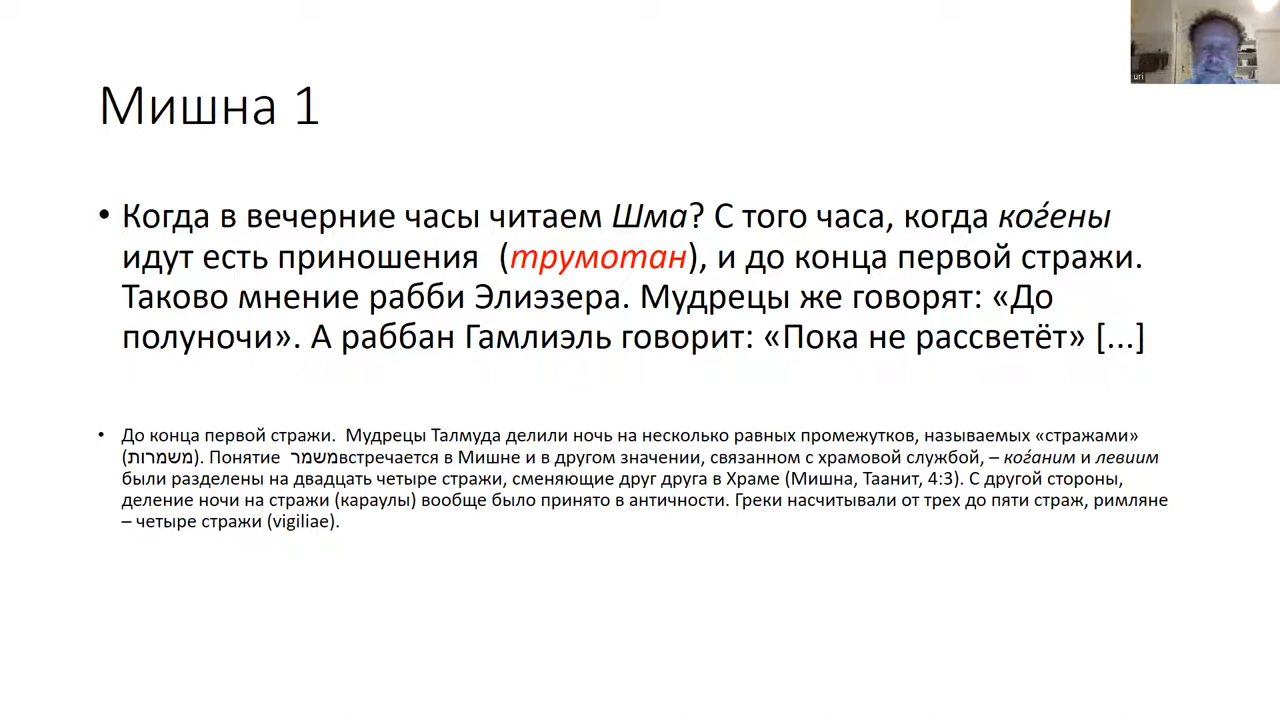 uri
Мишна 1
• Когда в вечерние часы читаем Шма? С того часа, когда коѓены
идут есть приношения (трумотан), и до конца первой стражи.
Таково мнение рабби Элиэзера. Мудрецы же говорят: «До
полуночи». А раббан Гамлиэль говорит: «Пока не рассветёт» [...]
• До конца первой стражи. Мудрецы Талмуда делили ночь на несколько равных промежутков, называемых «стражами»
(משמרות). Понятие משמרвстречается в Мишне и в другом значении, связанном с храмовой службой, – коѓаним и левиим
были разделены на двадцать четыре стражи, сменяющие друг друга в Храме (Мишна, Таанит, 4:3). С другой стороны,
деление ночи на стражи (караулы) вообще было принято в античности. Греки насчитывали от трех до пяти страж, римляне
– четыре стражи (vigiliae).